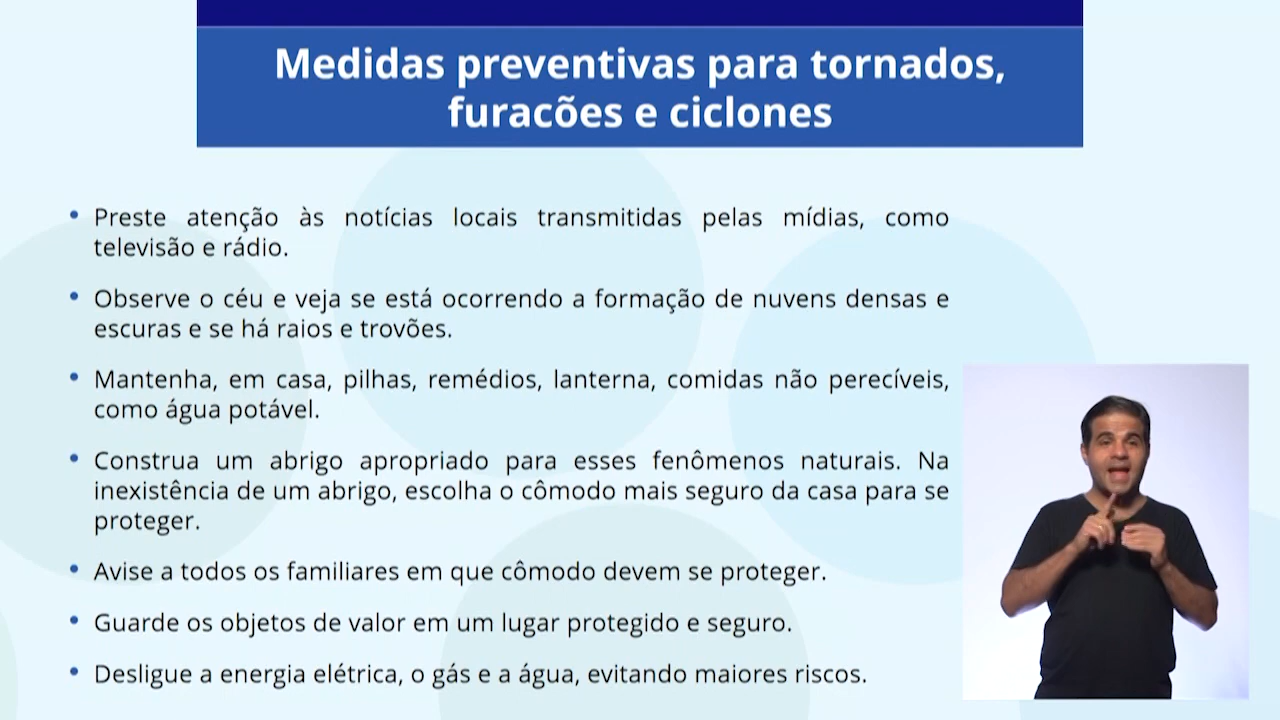 Medidas preventivas para tornados,
furacões e ciclones
• Preste atenção às notícias locais transmitidas pelas mídias, como
televisão e rádio.
• Observe o céu e veja se está ocorrendo a formação de nuvens densas e
escuras e se há raios e trovões.
• Mantenha, em casa, pilhas, remédios, lanterna, comidas não perecíveis,
como água potável.
• Construa um abrigo apropriado para esses fenômenos naturais. Na
inexistência de um abrigo, escolha o cômodo mais seguro da casa para se
proteger.
• Avise a todos os familiares em que cômodo devem se proteger.
• Guarde os objetos de valor em um lugar protegido e seguro.
• Desligue a energia elétrica, o gás e a água, evitando maiores riscos.